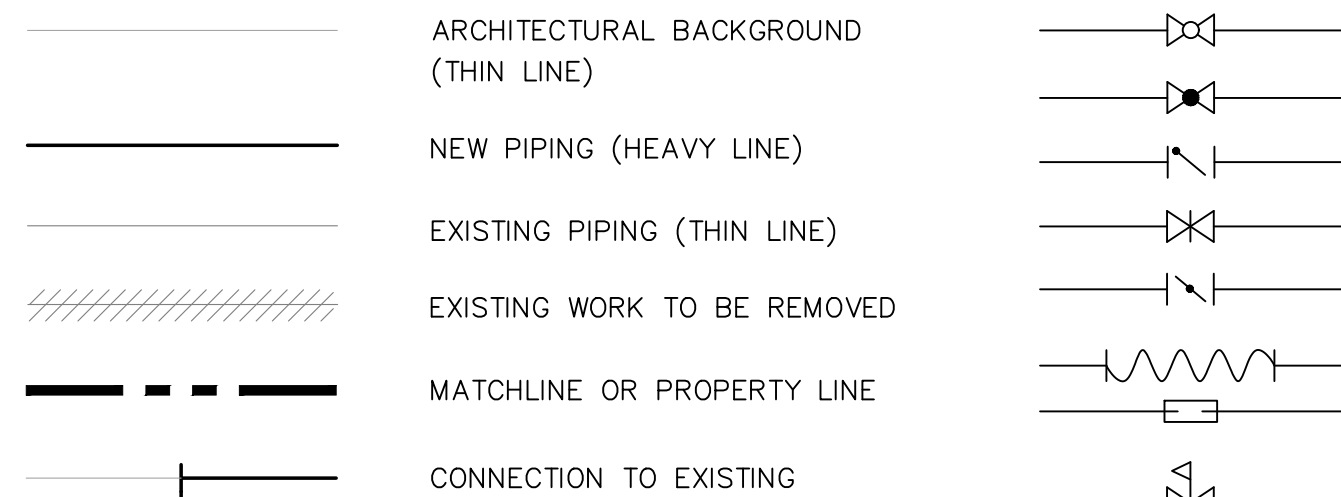 ARCHITECTURAL BACKGROUND
(THIN LINE)
NEW PIPING (HEAVY LINE)
EXISTING PIPING (THIN LINE)
EXISTING WORK TO BE REMOVED
MATCHLINE OR PROPERTY LINE
CONNECTION TO EXISTING